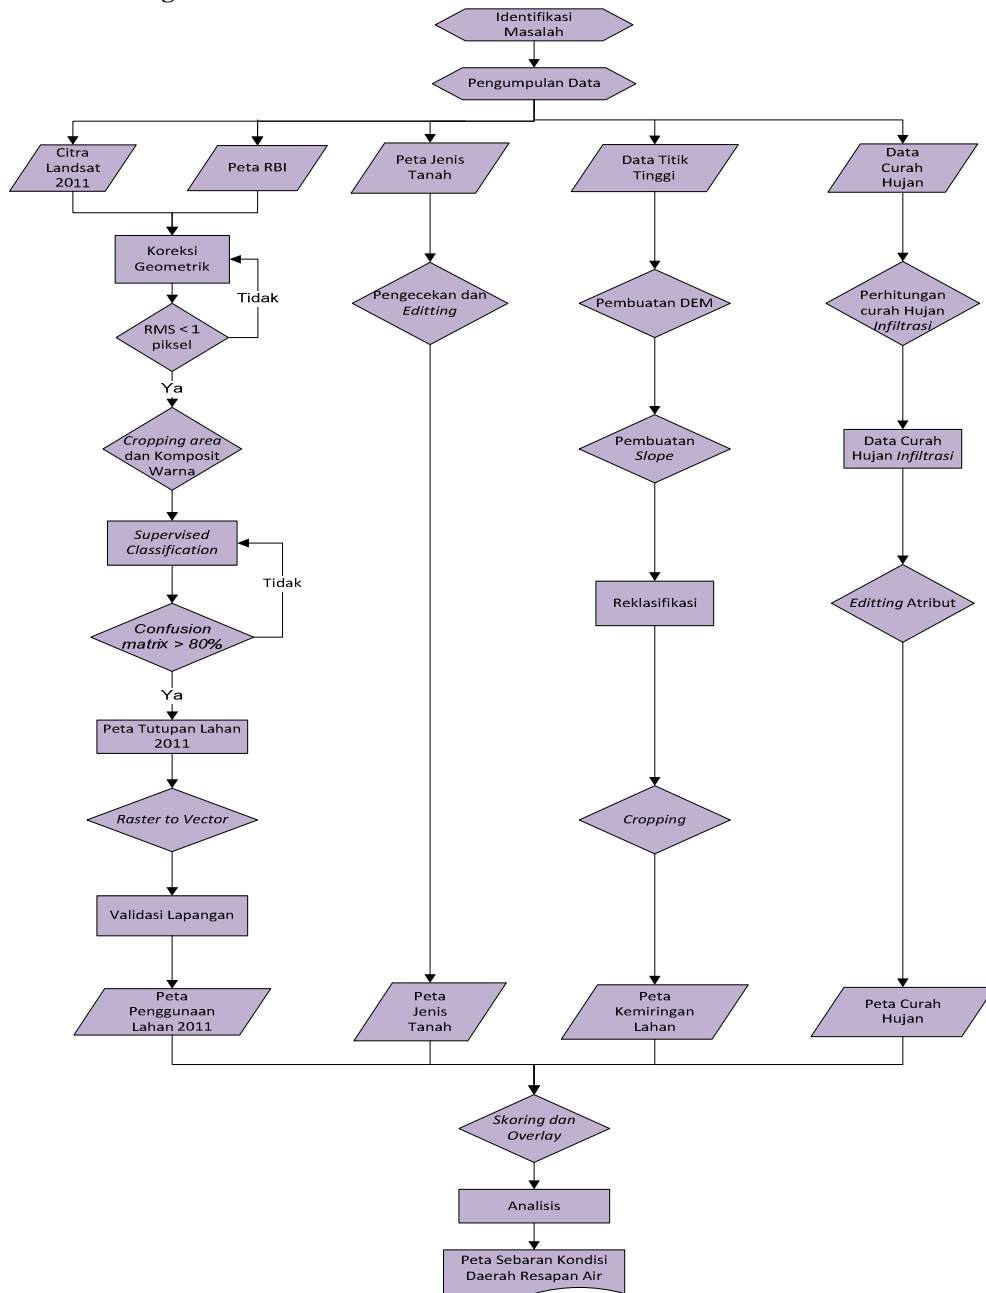 Identifikasi
Masalah
Pengumpulan Data
Citra
Landsat
2011
Peta RBI
Peta Jenis
Tanah
Data Titik
Tinggi
Data
Curah
Hujan
Koreksi
Geometrik
Tidak
RMS < 1
piksel
Ya
Cropping area
dan Komposit
Warna
Supervised
Classification
Tidak
Confusion
matrix > 80%
Ya
Peta Tutupan Lahan
2011
Raster to Vector
Validasi Lapangan
Peta
Penggunaan
Lahan 2011
Pengecekan dan
Editting
Peta
Jenis
Tanah
Pembuatan DEM
Pembuatan
Slope
Reklasifikasi
Cropping
Peta
Kemiringan
Lahan
Perhitungan
curah Hujan
Infiltrasi
Data Curah
Hujan Infiltrasi
Editting Atribut
Peta Curah
Hujan
Skoring dan
Overlay
Analisis
Peta Sebaran Kondisi
Daerah Resapan Air